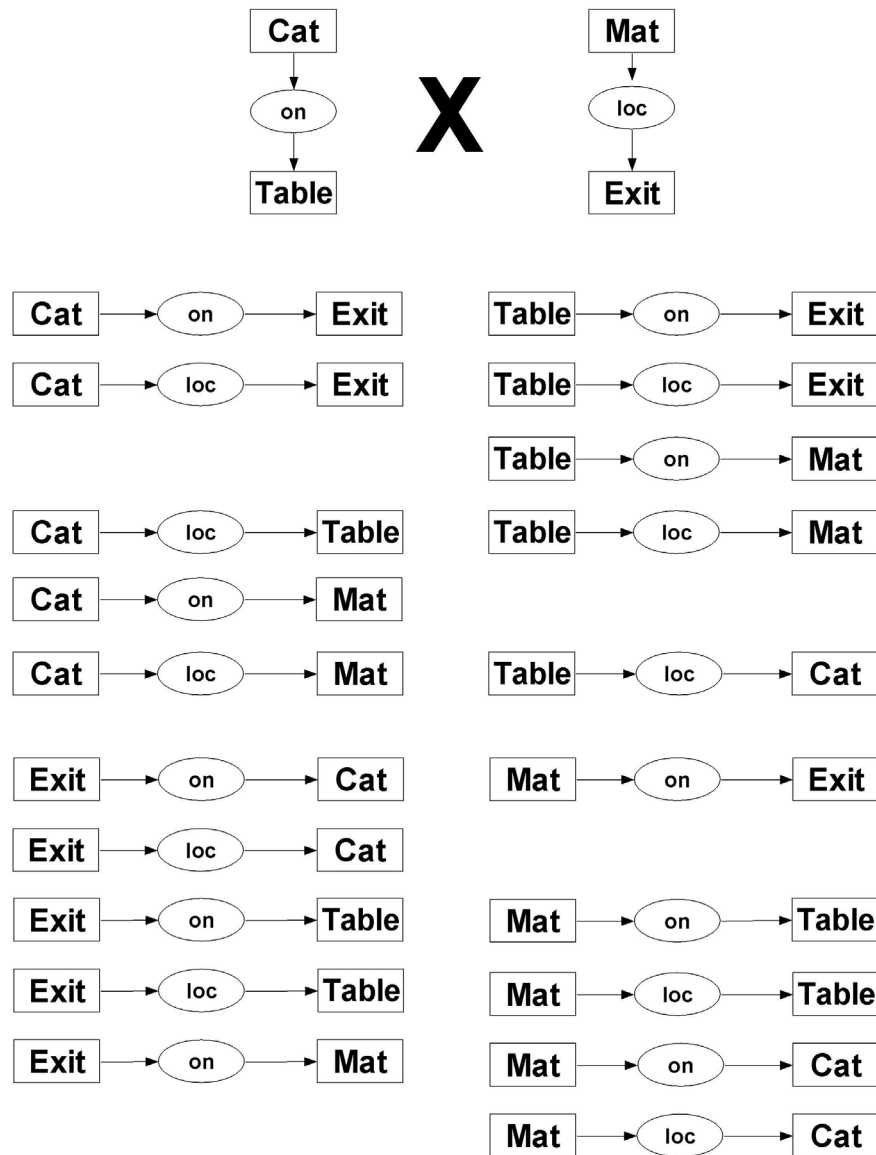 Cat Mat
on X loc
Table Exit
Cat on Exit Table on Exit
Cat loc Exit Table loc Exit
Table on Mat
Cat loc Table Table loc Mat
Cat on Mat
Cat loc Mat Table loc Cat
Exit on Cat Mat on Exit
Exit loc Cat
Exit on Table Mat on Table
Exit loc Table Mat loc Table
Exit on Mat Mat on Cat
Mat loc Cat